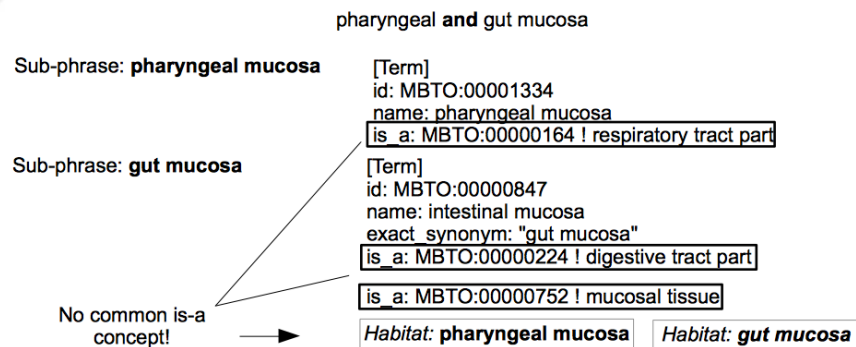 pharyngeal and gut mucosa
Sub-phrase: pharyngeal mucosa
[Term]
id: MBTO:00001334
name: pharyngeal mucosa
is_a: MBTO:00000164 ! respiratory tract part
Sub-phrase: gut mucosa
[Term]
id: MBTO:00000847
name: intestinal mucosa
exact_synonym: "gut mucosa"
is_a: MBTO:00000224 ! digestive tract part
is_a: MBTO:00000752 ! mucosal tissue
No common is-a
concept!
Habitat: pharyngeal mucosa
Habitat: gut mucosa